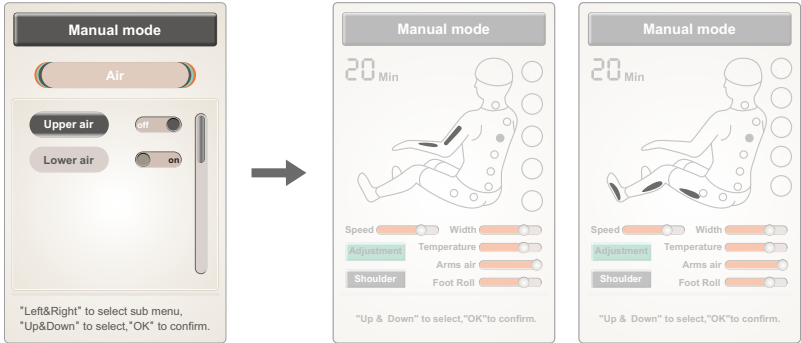 Manual mode
Air
Upper air off
Lower air on
"Left&Right" to select sub menu,
"Up&Down" to select,"OK" to confirm.
Manual mode
20 Min
Speed Width
Adjustment Temperature
Arms air
Shoulder Foot Roll
"Up & Down" to select,"OK"to confirm.
Manual mode
20 Min
Speed Width
Adjustment Temperature
Arms air
Shoulder Foot Roll
"Up & Down" to select,"OK"to confirm.